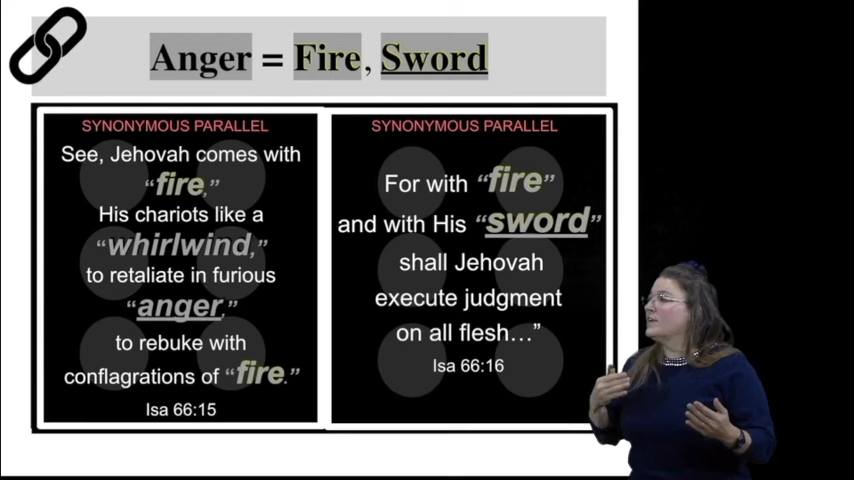 Anger = Fire, Sword
SYNONYMOUS PARALLEL
See, Jehovah comes with
“fire,”
His chariots like a
“whirlwind,”
to retaliate in furious
“anger,”
to rebuke with
conflagrations of “fire.”
Isa 66:15
SYNONYMOUS PARALLEL
For with “fire”
and with His “sword”
shall Jehovah
execute judgment
on all flesh…”
Isa 66:16